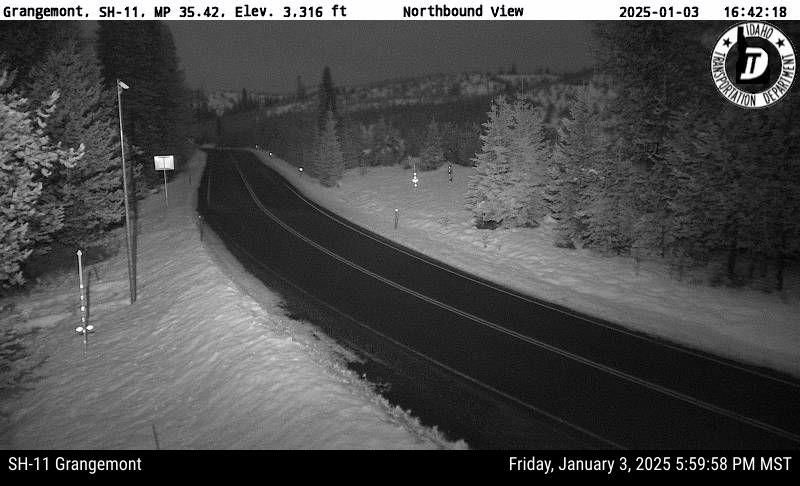 Grangemont, SH-11, MP 35.42, Elev. 3,316 ft Northbound View 2025-01-03 16:42:18
IDAHO
TRANSPORTATION DEPARTMENT
SH-11 Grangemont Friday, January 3, 2025 5:59:58 PM MST